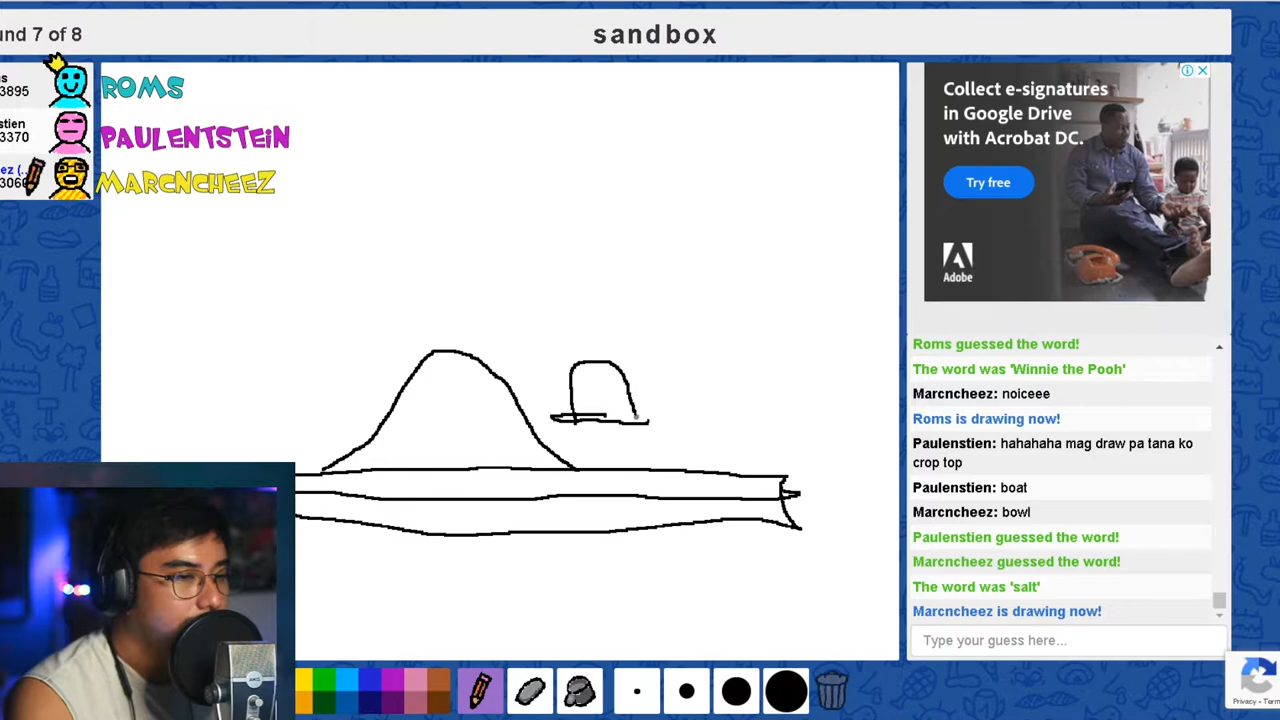 und 7 of 8
sandbox
s
3895
ROMS
stien
3370
PAULENTSTEIN
ez (...
306
MARCNCHEEZ
Collect e-signatures
in Google Drive
with Acrobat DC.
Try free
Adobe
Roms guessed the word!
The word was 'Winnie the Pooh'
Marcncheez: noiceee
Roms is drawing now!
Paulenstien: hahahaha mag draw pa tana ko
crop top
Paulenstien: boat
Marcncheez: bowl
Paulenstien guessed the word!
Marcncheez guessed the word!
The word was 'salt'
Marcncheez is drawing now!
Type your guess here...
Privacy - Term